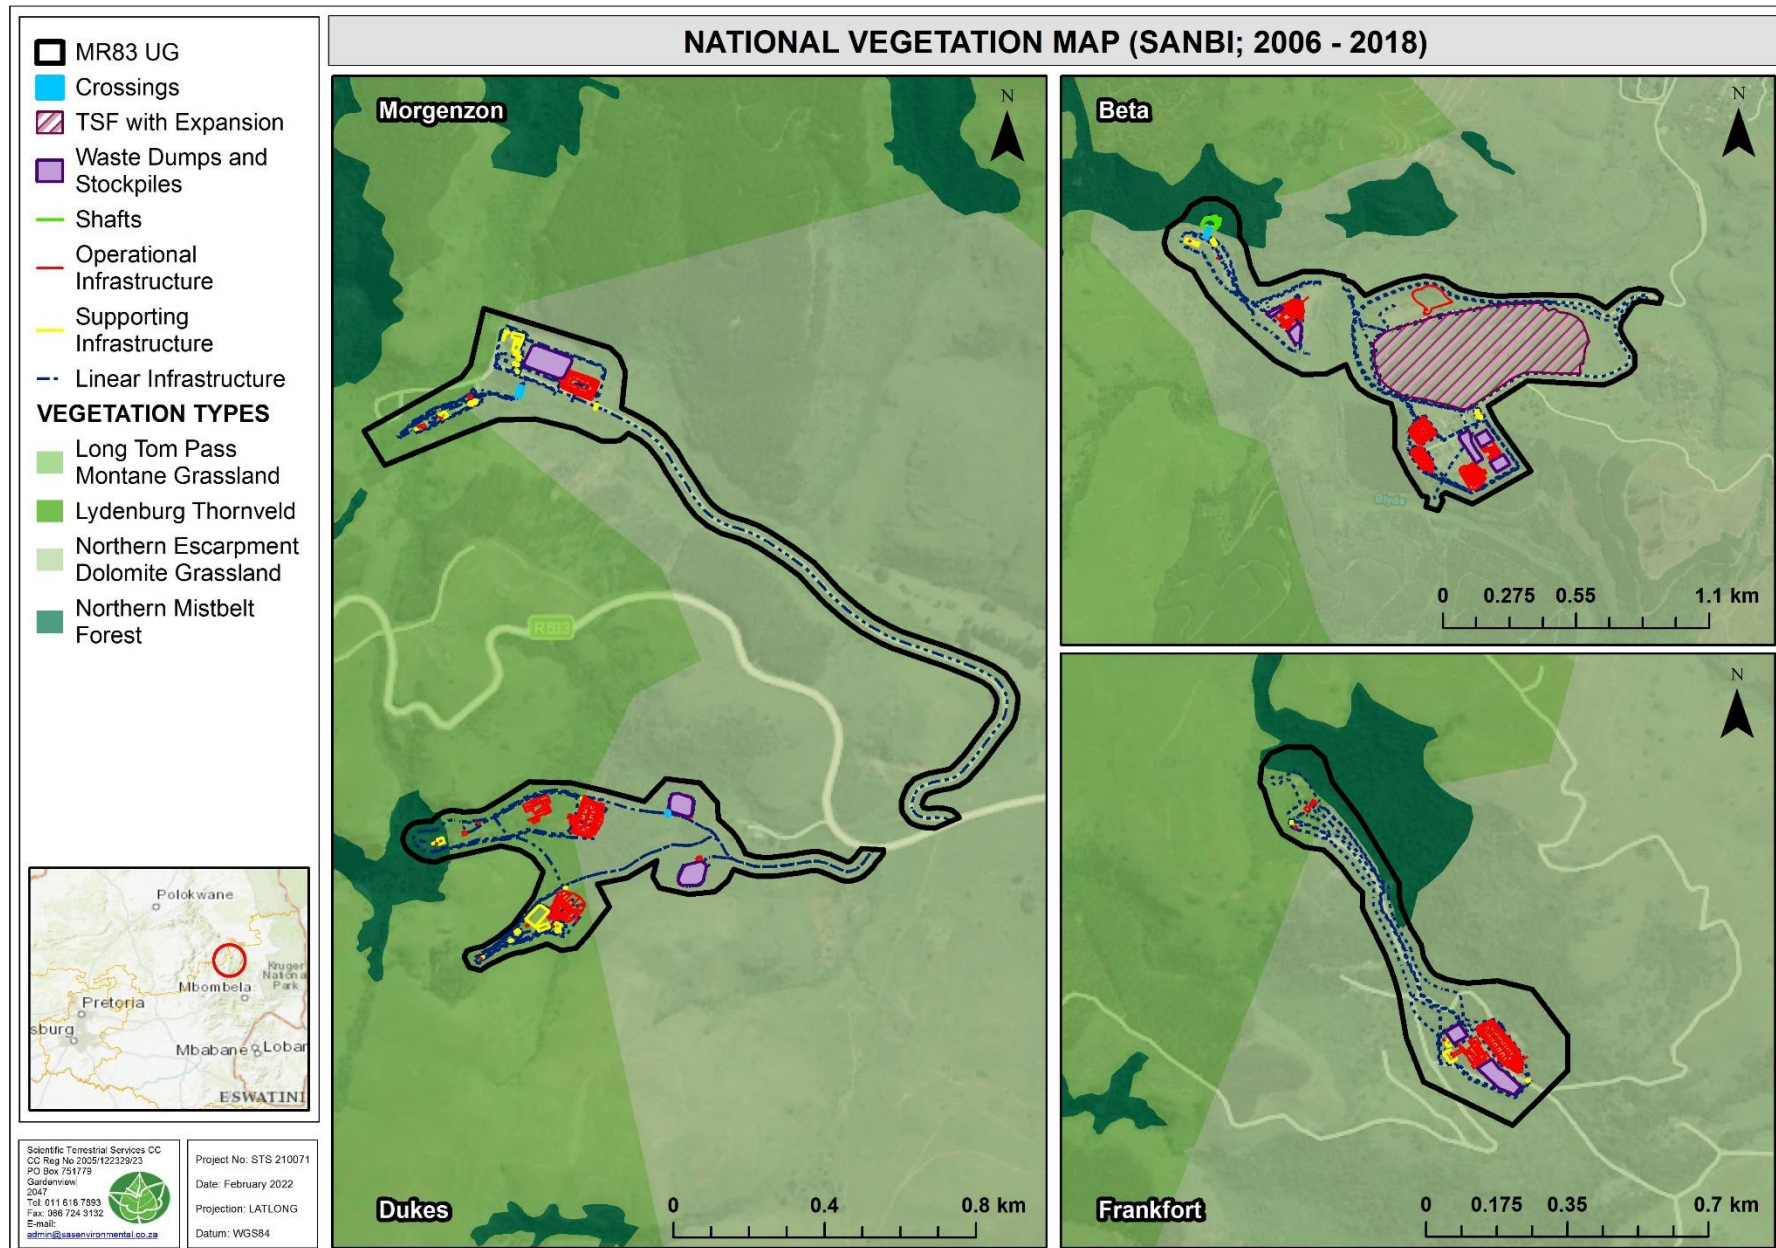 NATIONAL VEGETATION MAP (SANBI; 2006 - 2018)
MR83 UG
Crossings
TSF with Expansion
Waste Dumps and
Stockpiles
Shafts
Operational
Infrastructure
Supporting
Infrastructure
Linear Infrastructure
VEGETATION TYPES
Long Tom Pass
Montane Grassland
Lydenburg Thornveld
Northern Escarpment
Dolomite Grassland
Northern Mistbelt
Forest
Polokwane
Kruger
Nationa
Park
Mbombela
Pretoria
sburg
Mbabane
Lobar
ESWATINI
Scientific Terrestrial Services CC
CC Reg No 2005/122329/23
PO Box 751779
Gardenview
2047
Tel: 011 616 7893
Fax: 086 724 3132
E-mail:
admin@sasenvironmental.co.za
Project No: STS 210071
Date: February 2022
Projection: LATLONG
Datum: WGS84
Morgenzon
N
R533
Dukes
0 0.4 0.8 km
Beta
N
Blyde
0 0.275 0.55 1.1 km
N
Frankfort
0 0.175 0.35 0.7 km